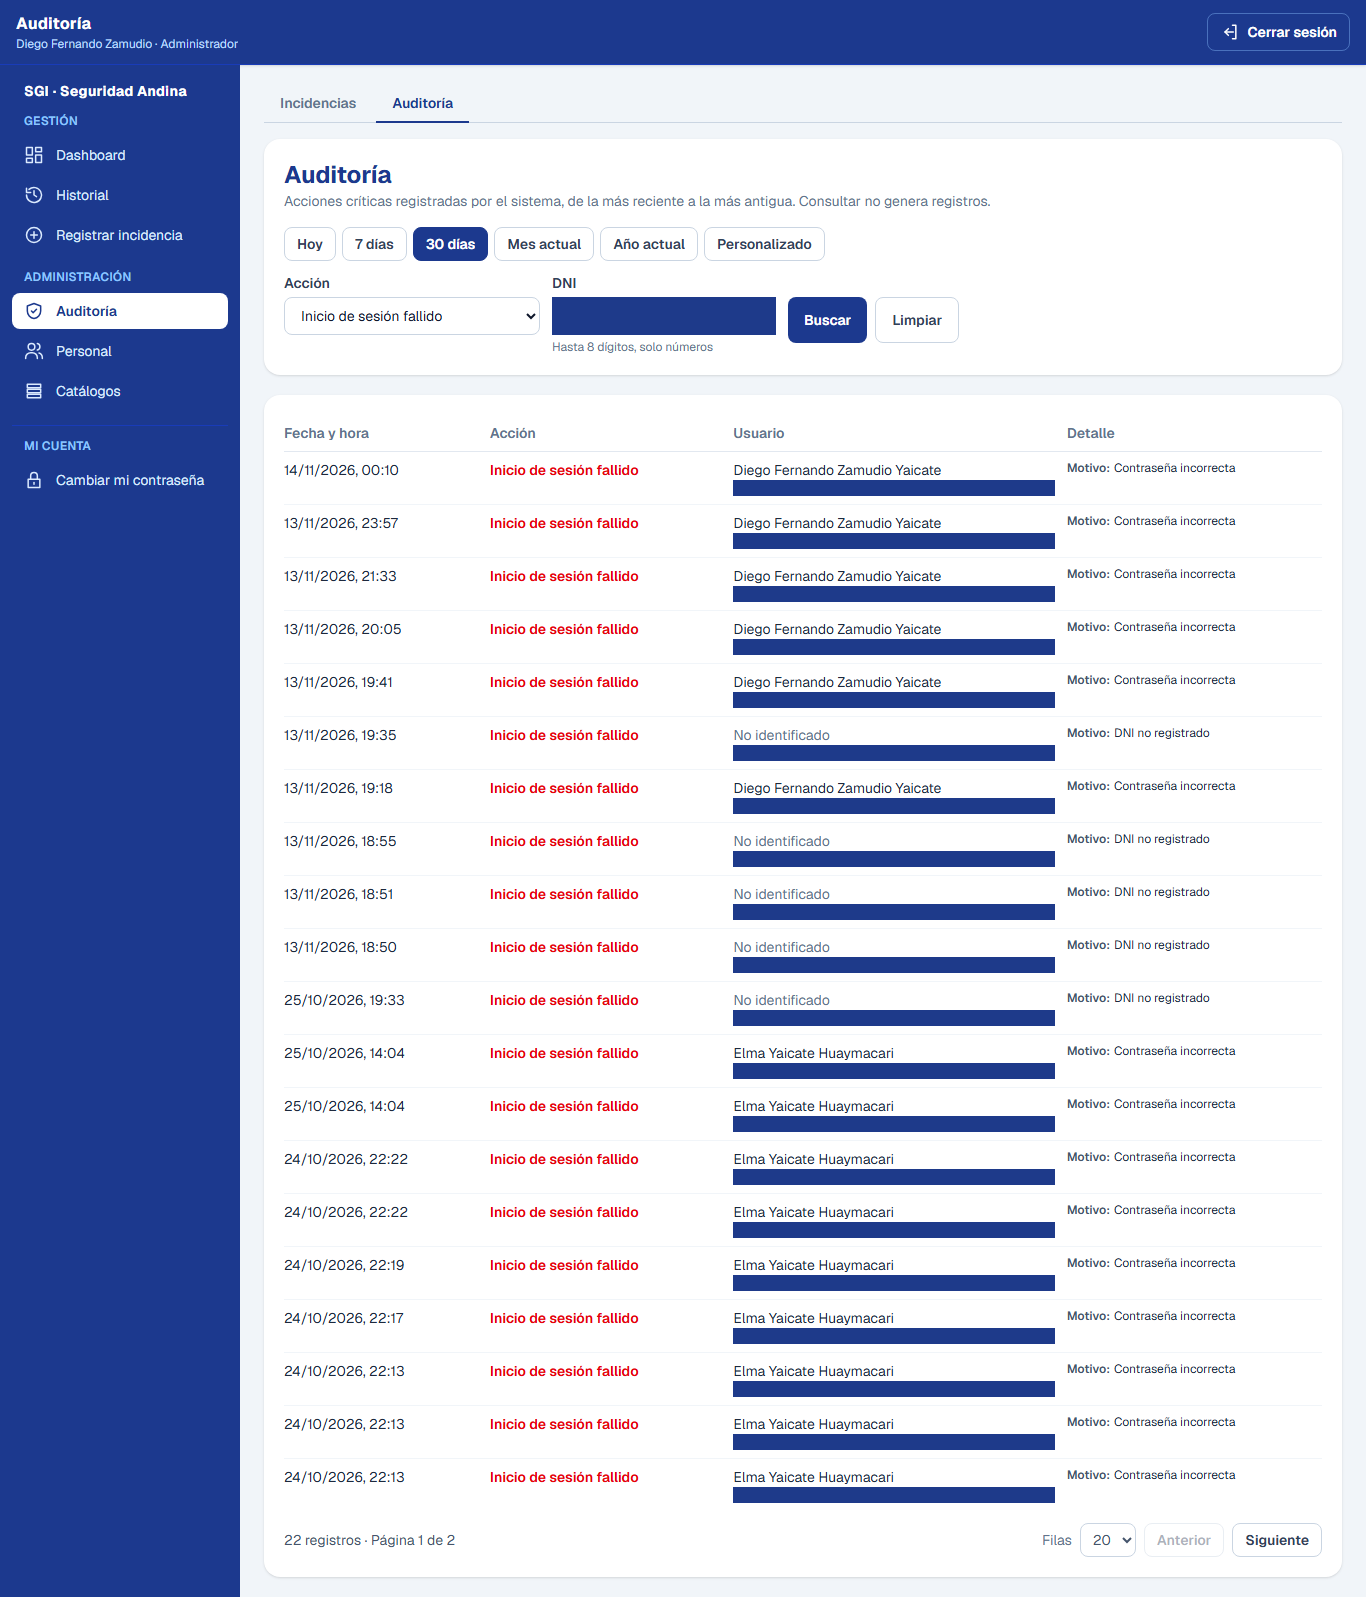 Auditoría
Diego Fernando Zamudio · Administrador
Cerrar sesión
SGI · Seguridad Andina
GESTIÓN
Dashboard
Historial
Registrar incidencia
ADMINISTRACIÓN
Auditoría
Personal
Catálogos
MI CUENTA
Cambiar mi contraseña
Incidencias Auditoría
Auditoría
Acciones críticas registradas por el sistema, de la más reciente a la más antigua. Consultar no genera registros.
Hoy 7 días 30 días Mes actual Año actual Personalizado
Acción DNI
Inicio de sesión fallido Buscar Limpiar
Hasta 8 dígitos, solo números
Fecha y hora Acción Usuario Detalle
14/11/2026, 00:10 Inicio de sesión fallido Diego Fernando Zamudio Yaicate Motivo: Contraseña incorrecta
13/11/2026, 23:57 Inicio de sesión fallido Diego Fernando Zamudio Yaicate Motivo: Contraseña incorrecta
13/11/2026, 21:33 Inicio de sesión fallido Diego Fernando Zamudio Yaicate Motivo: Contraseña incorrecta
13/11/2026, 20:05 Inicio de sesión fallido Diego Fernando Zamudio Yaicate Motivo: Contraseña incorrecta
13/11/2026, 19:41 Inicio de sesión fallido Diego Fernando Zamudio Yaicate Motivo: Contraseña incorrecta
13/11/2026, 19:35 Inicio de sesión fallido No identificado Motivo: DNI no registrado
13/11/2026, 19:18 Inicio de sesión fallido Diego Fernando Zamudio Yaicate Motivo: Contraseña incorrecta
13/11/2026, 18:55 Inicio de sesión fallido No identificado Motivo: DNI no registrado
13/11/2026, 18:51 Inicio de sesión fallido No identificado Motivo: DNI no registrado
13/11/2026, 18:50 Inicio de sesión fallido No identificado Motivo: DNI no registrado
25/10/2026, 19:33 Inicio de sesión fallido No identificado Motivo: DNI no registrado
25/10/2026, 14:04 Inicio de sesión fallido Elma Yaicate Huaymacari Motivo: Contraseña incorrecta
25/10/2026, 14:04 Inicio de sesión fallido Elma Yaicate Huaymacari Motivo: Contraseña incorrecta
24/10/2026, 22:22 Inicio de sesión fallido Elma Yaicate Huaymacari Motivo: Contraseña incorrecta
24/10/2026, 22:22 Inicio de sesión fallido Elma Yaicate Huaymacari Motivo: Contraseña incorrecta
24/10/2026, 22:19 Inicio de sesión fallido Elma Yaicate Huaymacari Motivo: Contraseña incorrecta
24/10/2026, 22:17 Inicio de sesión fallido Elma Yaicate Huaymacari Motivo: Contraseña incorrecta
24/10/2026, 22:13 Inicio de sesión fallido Elma Yaicate Huaymacari Motivo: Contraseña incorrecta
24/10/2026, 22:13 Inicio de sesión fallido Elma Yaicate Huaymacari Motivo: Contraseña incorrecta
24/10/2026, 22:13 Inicio de sesión fallido Elma Yaicate Huaymacari Motivo: Contraseña incorrecta
22 registros · Página 1 de 2 Filas 20 Anterior Siguiente